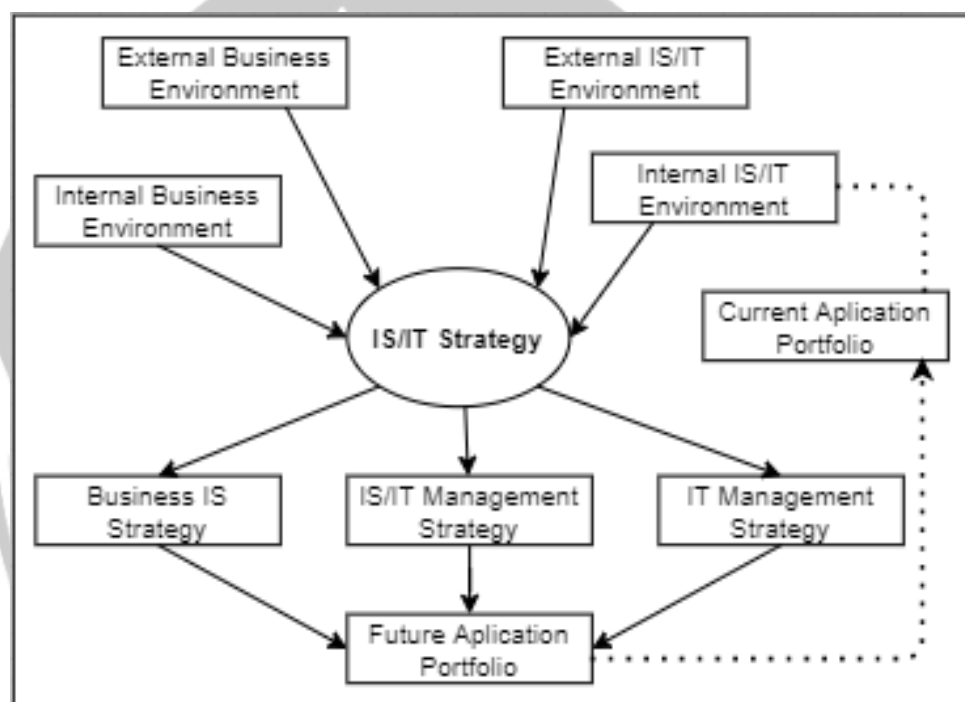 External Business
Environment
External IS/IT
Environment
Internal Business
Environment
Internal IS/IT
Environment
IS/IT Strategy
Current Aplication
Portfolio
Business IS
Strategy
IS/IT Management
Strategy
IT Management
Strategy
Future Aplication
Portfolio